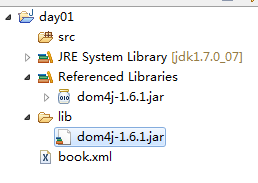 day01
src
JRE System Library [jdk1.7.0_07]
Referenced Libraries
dom4j-1.6.1.jar
lib
dom4j-1.6.1.jar
book.xml